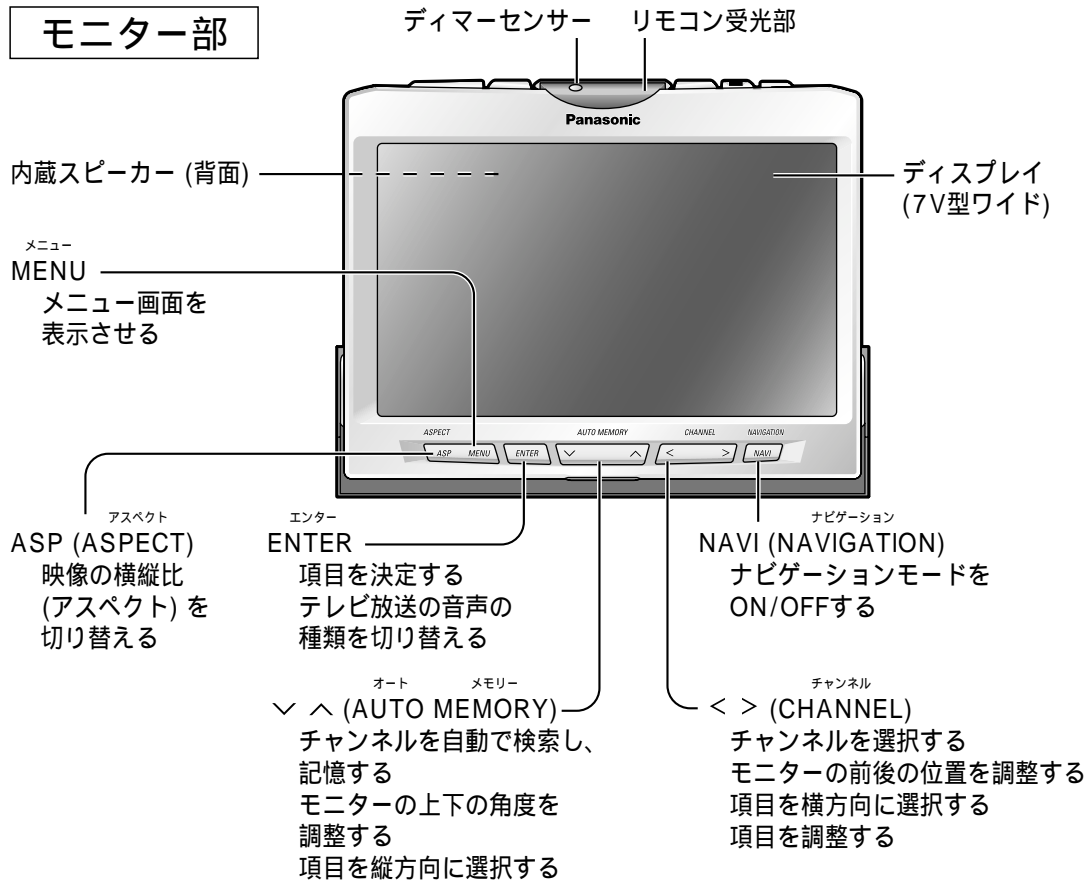 モニター部
ディマーセンサー
リモコン受光部
Panasonic
内蔵スピーカー (背面)
ディスプレイ
(7V型ワイド)
メニュー
MENU
メニュー画面を
表示させる
ASPECT
AUTO MEMORY
CHANNEL
NAVIGATION
ASP MENU
ENTER
∨ ∧
< >
NAVI
アスペクト
ASP (ASPECT)
映像の横縦比
(アスペクト) を
切り替える
エンター
ENTER
項目を決定する
テレビ放送の音声の
種類を切り替える
ナビゲーション
NAVI (NAVIGATION)
ナビゲーションモードを
ON/OFFする
オート メモリー
∨ ∧ (AUTO MEMORY)
チャンネルを自動で検索し、
記憶する
モニターの上下の角度を
調整する
項目を縦方向に選択する
チャンネル
< > (CHANNEL)
チャンネルを選択する
モニターの前後の位置を調整する
項目を横方向に選択する
項目を調整する